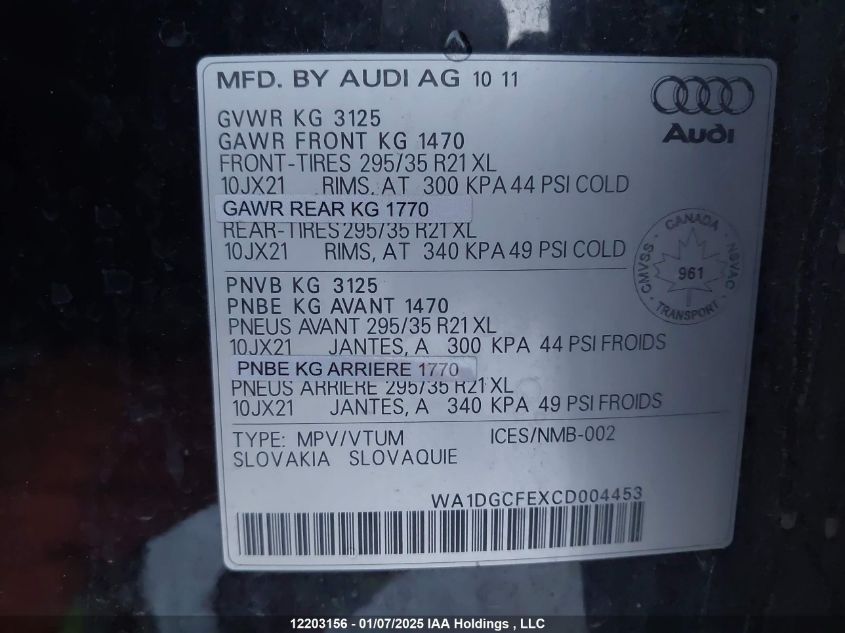 MFD. BY AUDI AG 10 11
Audi
GVWR KG 3125
GAWR FRONT KG 1470
FRONT-TIRES 295/35 R21 XL
10JX21 RIMS, AT 300 KPA 44 PSI COLD
GAWR REAR KG 1770
REAR-TIRES 295/35 R21 XL
10JX21 RIMS, AT 340 KPA 49 PSI COLD
CANADA
CMVSS
NSVAC
961
TRANSPORT
PNVB KG 3125
PNBE KG AVANT 1470
PNEUS AVANT 295/35 R21 XL
10JX21 JANTES, A 300 KPA 44 PSI FROIDS
PNBE KG ARRIERE 1770
PNEUS ARRIERE 295/35 R21 XL
10JX21 JANTES, A 340 KPA 49 PSI FROIDS
TYPE: MPV/VTUM ICES/NMB-002
SLOVAKIA SLOVAQUIE
WA1DGCFEXCD004453
12203156 - 01/07/2025 IAA Holdings , LLC